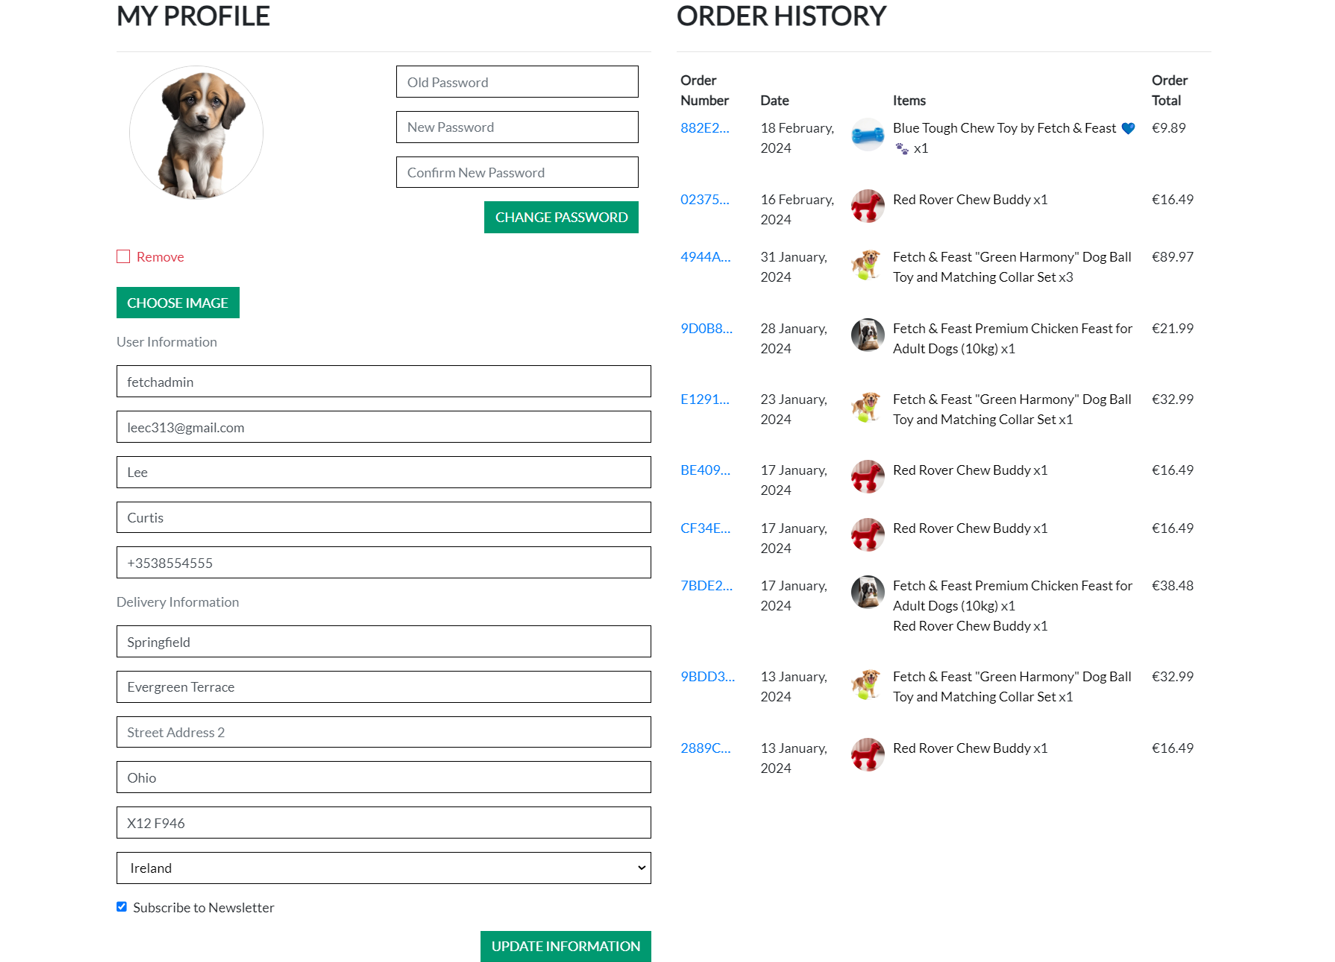 MY PROFILE
Old Password
New Password
Confirm New Password
CHANGE PASSWORD
Remove
CHOOSE IMAGE
User Information
fetchadmin
leec313@gmail.com
Lee
Curtis
+3538554555
Delivery Information
Springfield
Evergreen Terrace
Street Address 2
Ohio
X12 F946
Ireland
Subscribe to Newsletter
UPDATE INFORMATION
ORDER HISTORY
Order
Number
Date
Items
Order
Total
882E2...
18 February,
2024
Blue Tough Chew Toy by Fetch & Feast 💙
🐾 x1
€9.89
02375...
16 February,
2024
Red Rover Chew Buddy x1
€16.49
4944A...
31 January,
2024
Fetch & Feast "Green Harmony" Dog Ball
Toy and Matching Collar Set x3
€89.97
9D0B8...
28 January,
2024
Fetch & Feast Premium Chicken Feast for
Adult Dogs (10kg) x1
€21.99
E1291...
23 January,
2024
Fetch & Feast "Green Harmony" Dog Ball
Toy and Matching Collar Set x1
€32.99
BE409...
17 January,
2024
Red Rover Chew Buddy x1
€16.49
CF34E...
17 January,
2024
Red Rover Chew Buddy x1
€16.49
7BDE2...
17 January,
2024
Fetch & Feast Premium Chicken Feast for
Adult Dogs (10kg) x1
Red Rover Chew Buddy x1
€38.48
9BDD3...
13 January,
2024
Fetch & Feast "Green Harmony" Dog Ball
Toy and Matching Collar Set x1
€32.99
2889C...
13 January,
2024
Red Rover Chew Buddy x1
€16.49